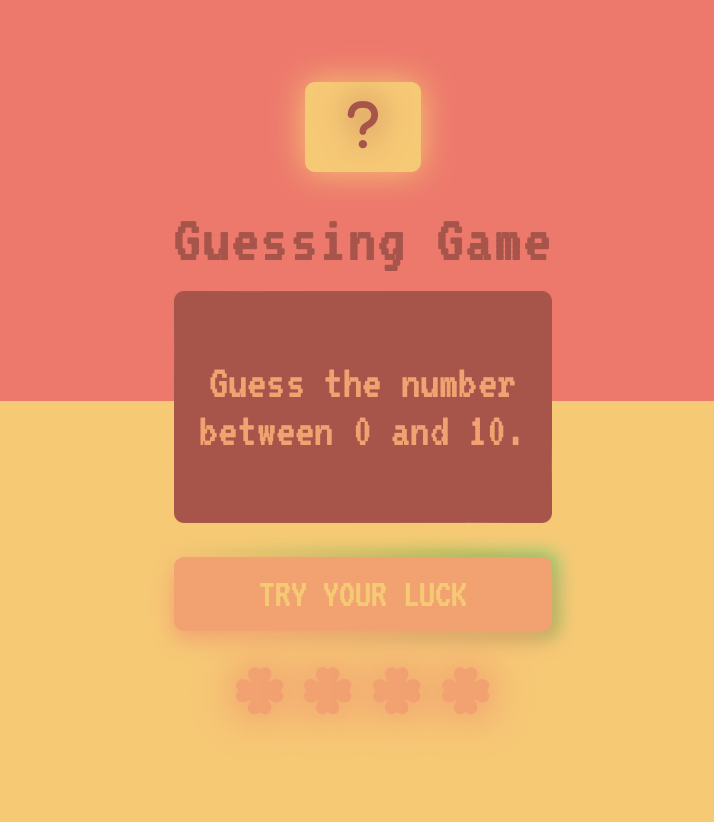 ?
Guessing Game
Guess the number
between 0 and 10.
TRY YOUR LUCK